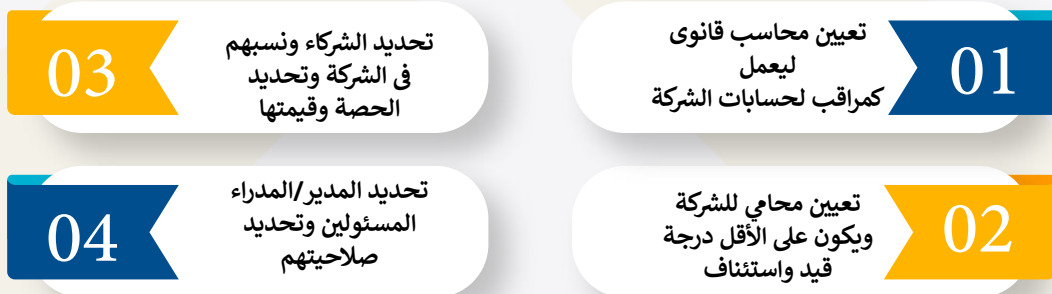 01
تعيين محاسب قانوى
ليعمل
كمراقب لحسابات الشركة
02
تعيين محامي للشركة
ويكون على الأقل درجة
قيد واستئناف
03
تحديد الشركاء ونسبهم
فى الشركة وتحديد
الحصة وقيمتها
04
تحديد المدير/المدراء
المسئولين وتحديد
صلاحيتهم